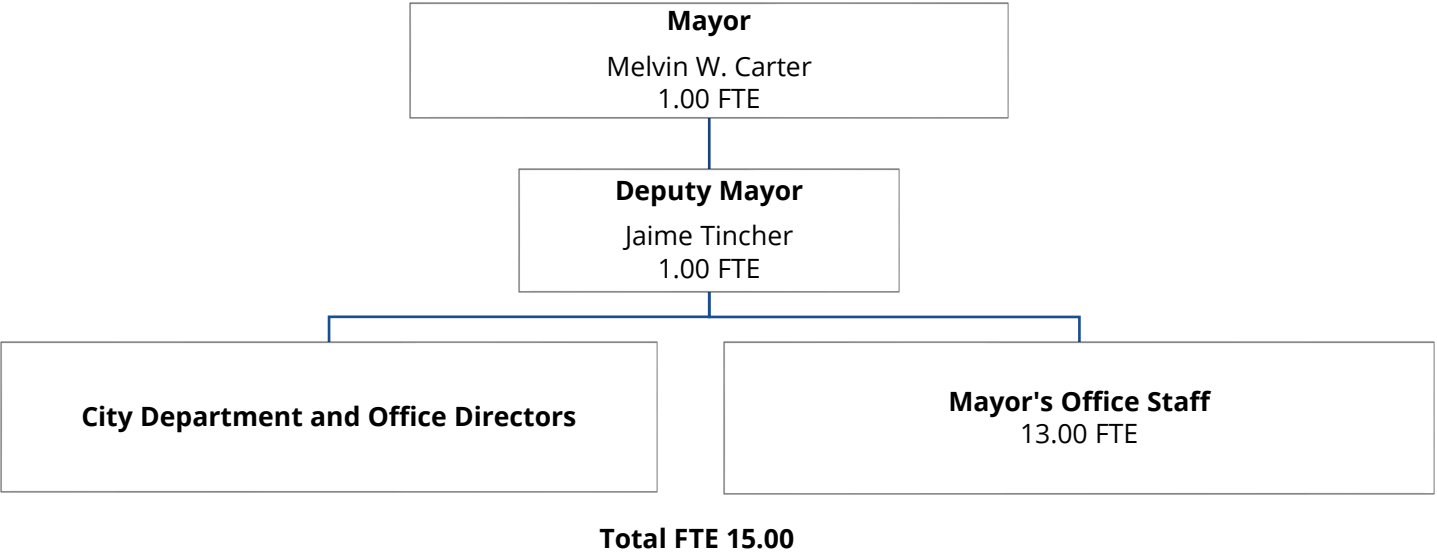 Mayor
Melvin W. Carter
1.00 FTE
Deputy Mayor
Jaime Tincher
1.00 FTE
City Department and Office Directors
Mayor's Office Staff
13.00 FTE
Total FTE 15.00